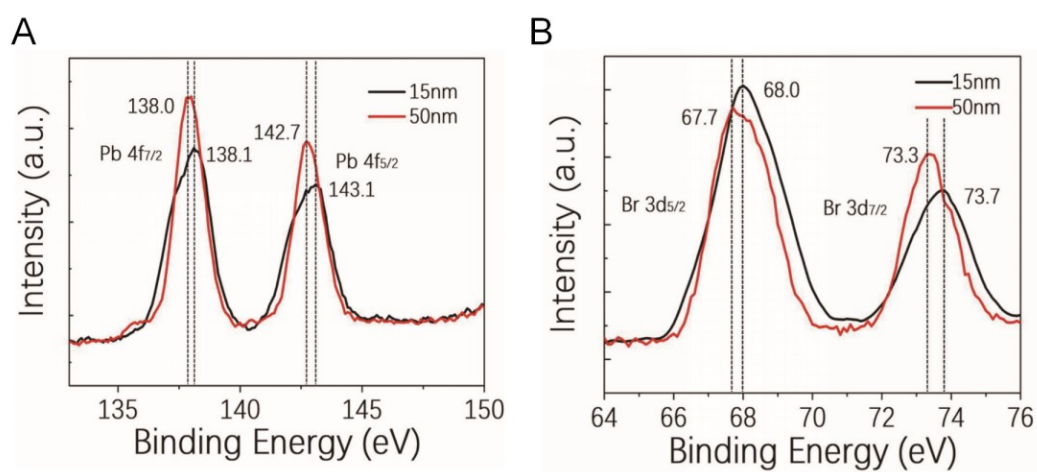 A
B
15nm
50nm
138.0
142.7
Pb 4f7/2
138.1
Pb 4f5/2
143.1
Intensity (a.u.)
135
140
145
150
Binding Energy (eV)
15nm
50nm
68.0
67.7
73.3
Br 3d5/2
Br 3d7/2
73.7
Intensity (a.u.)
64
66
68
70
72
74
76
Binding Energy (eV)